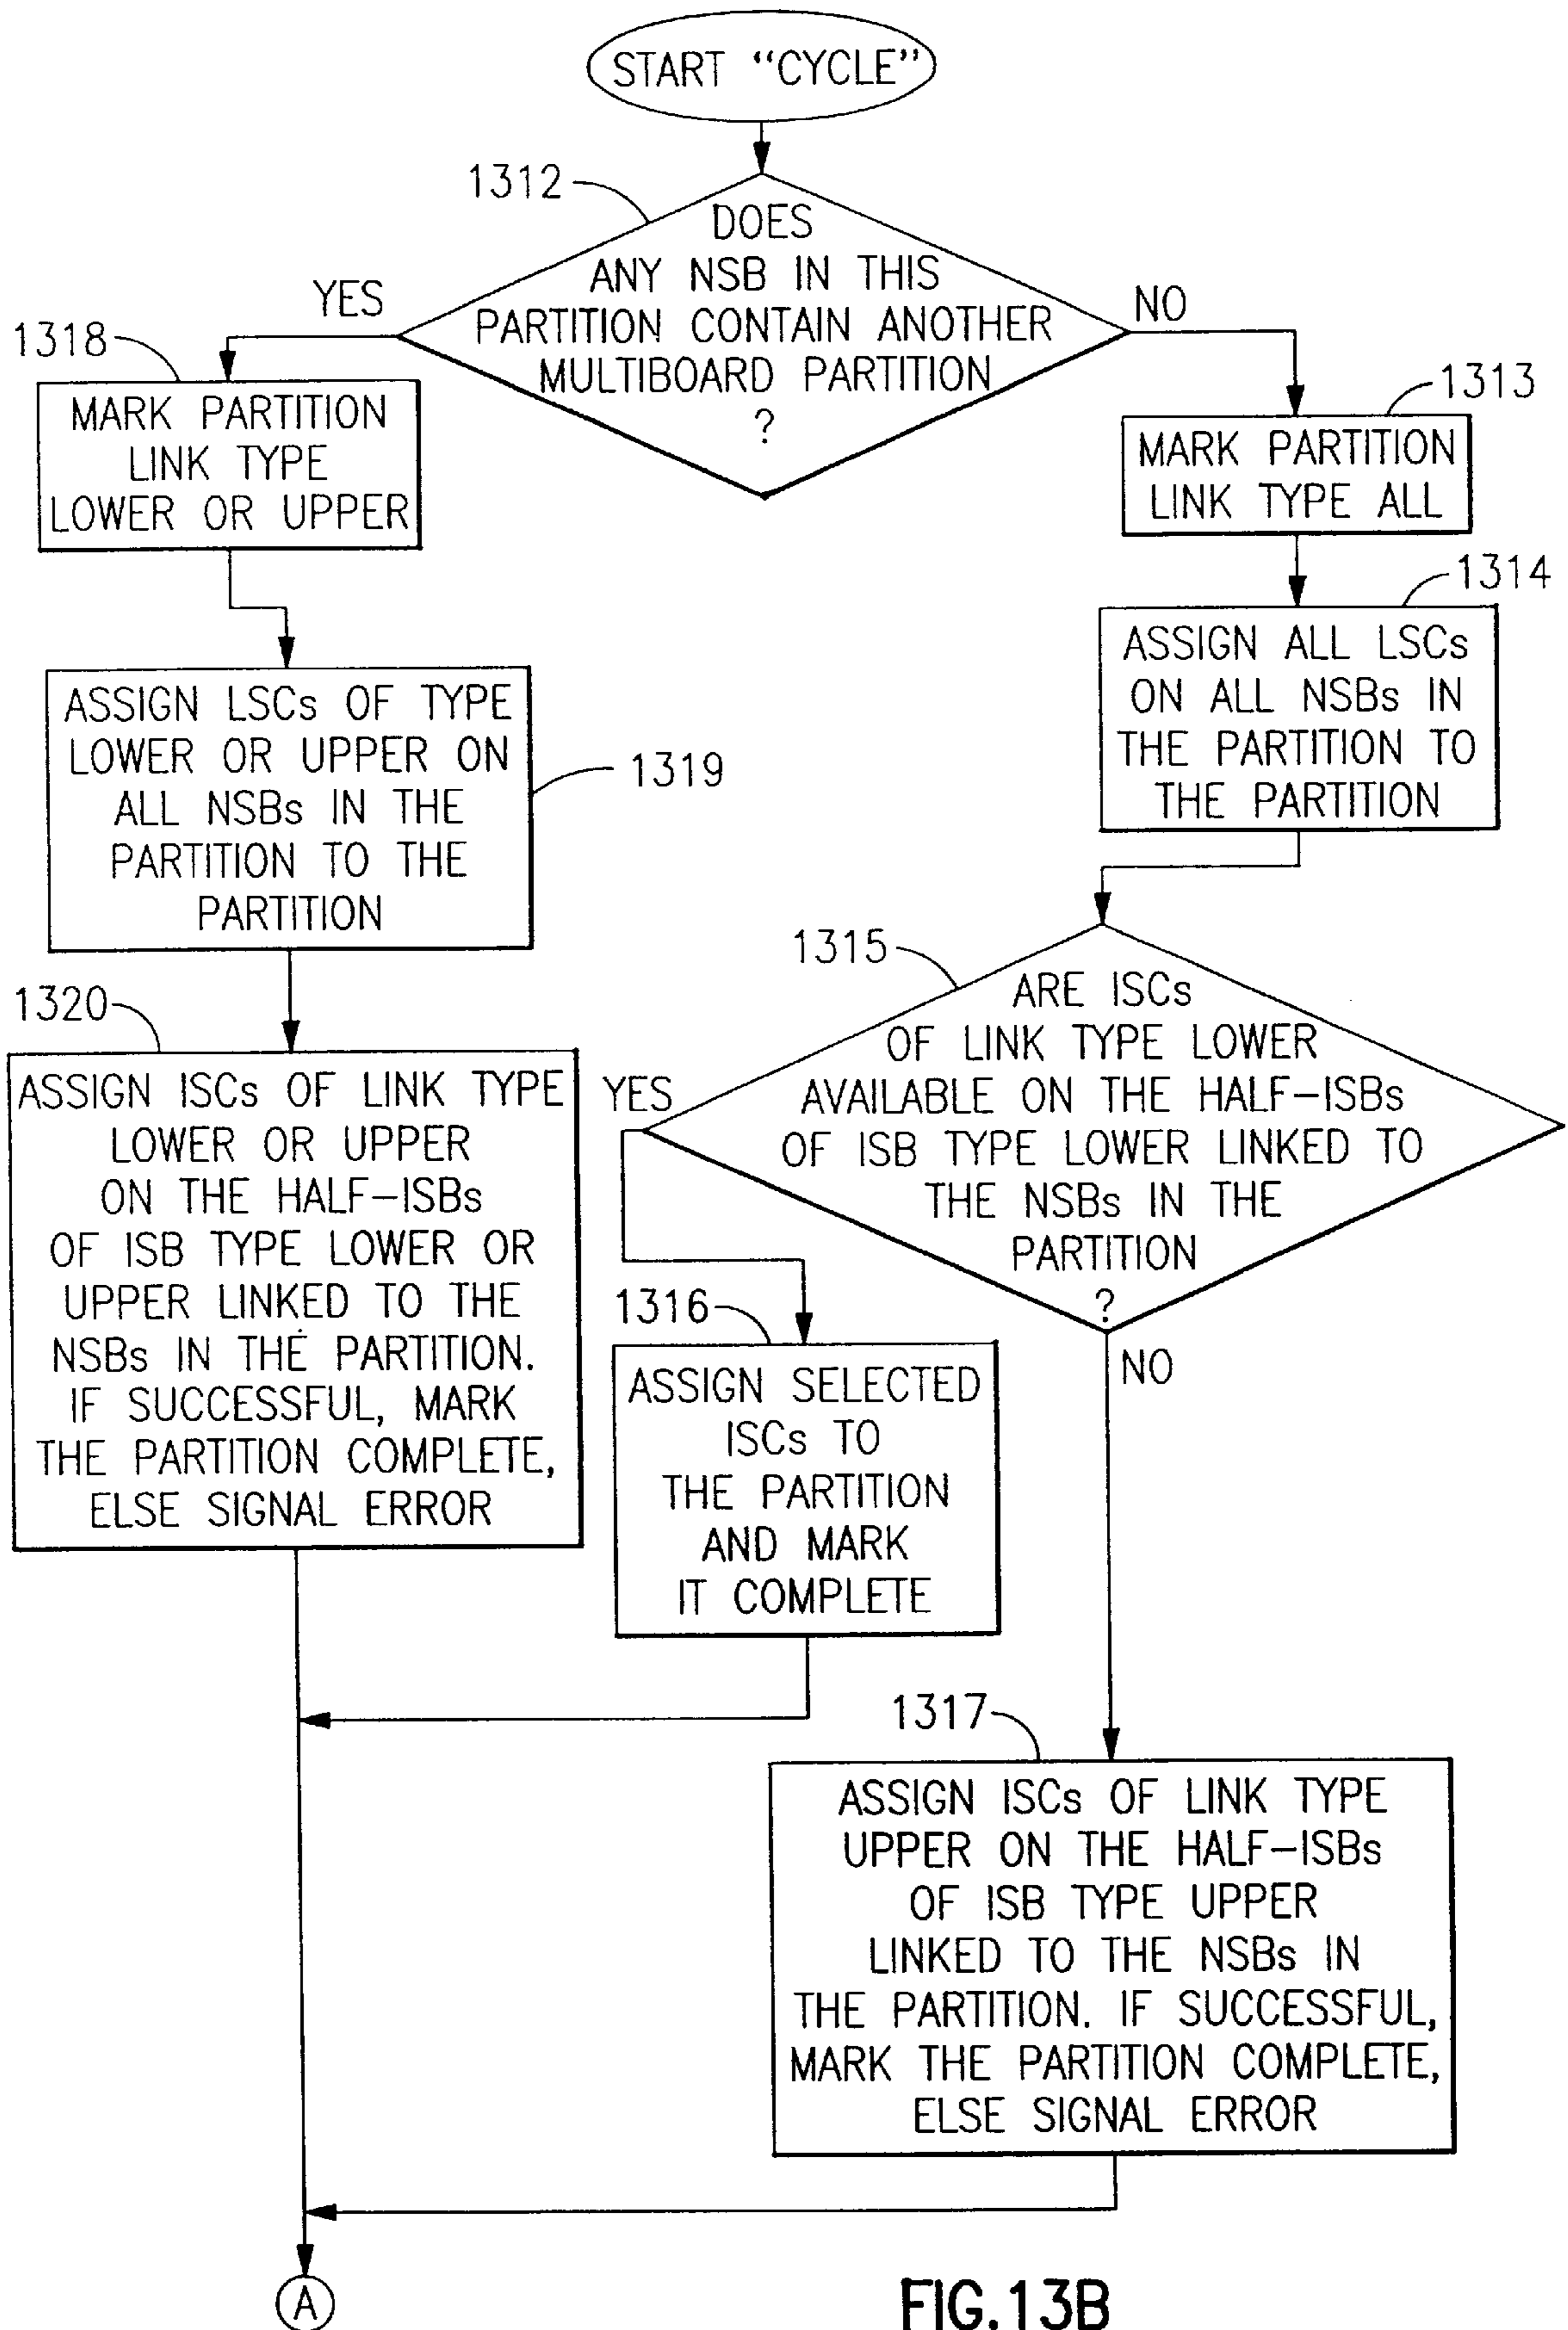 START “CYCLE”
1312
DOES
ANY NSB IN THIS
PARTITION CONTAIN ANOTHER
MULTIBOARD PARTITION
?
YES
NO
1318
MARK PARTITION
LINK TYPE
LOWER OR UPPER
1313
MARK PARTITION
LINK TYPE ALL
1314
ASSIGN ALL LSCs
ON ALL NSBs IN
THE PARTITION TO
THE PARTITION
ASSIGN LSCs OF TYPE
LOWER OR UPPER ON
ALL NSBs IN THE
PARTITION TO THE
PARTITION
1319
1315
ARE ISCs
OF LINK TYPE LOWER
AVAILABLE ON THE HALF-ISBs
OF ISB TYPE LOWER LINKED TO
THE NSBs IN THE
PARTITION
?
YES
NO
1320
ASSIGN ISCs OF LINK TYPE
LOWER OR UPPER
ON THE HALF-ISBs
OF ISB TYPE LOWER OR
UPPER LINKED TO THE
NSBs IN THE PARTITION.
IF SUCCESSFUL, MARK
THE PARTITION COMPLETE,
ELSE SIGNAL ERROR
1316
ASSIGN SELECTED
ISCs TO
THE PARTITION
AND MARK
IT COMPLETE
1317
ASSIGN ISCs OF LINK TYPE
UPPER ON THE HALF-ISBs
OF ISB TYPE UPPER
LINKED TO THE NSBs IN
THE PARTITION. IF SUCCESSFUL,
MARK THE PARTITION COMPLETE,
ELSE SIGNAL ERROR
A
FIG.13B